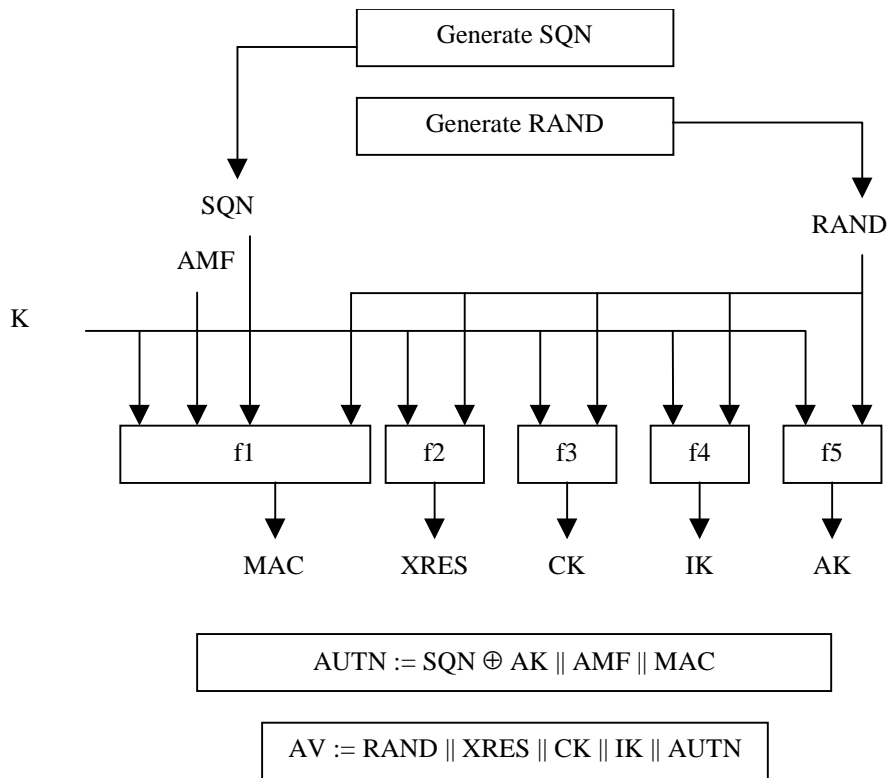 Generate SQN
Generate RAND
SQN
RAND
AMF
K
f1
f2
f3
f4
f5
MAC
XRES
CK
IK
AK
AUTN := SQN ⊕ AK || AMF || MAC
AV := RAND || XRES || CK || IK || AUTN